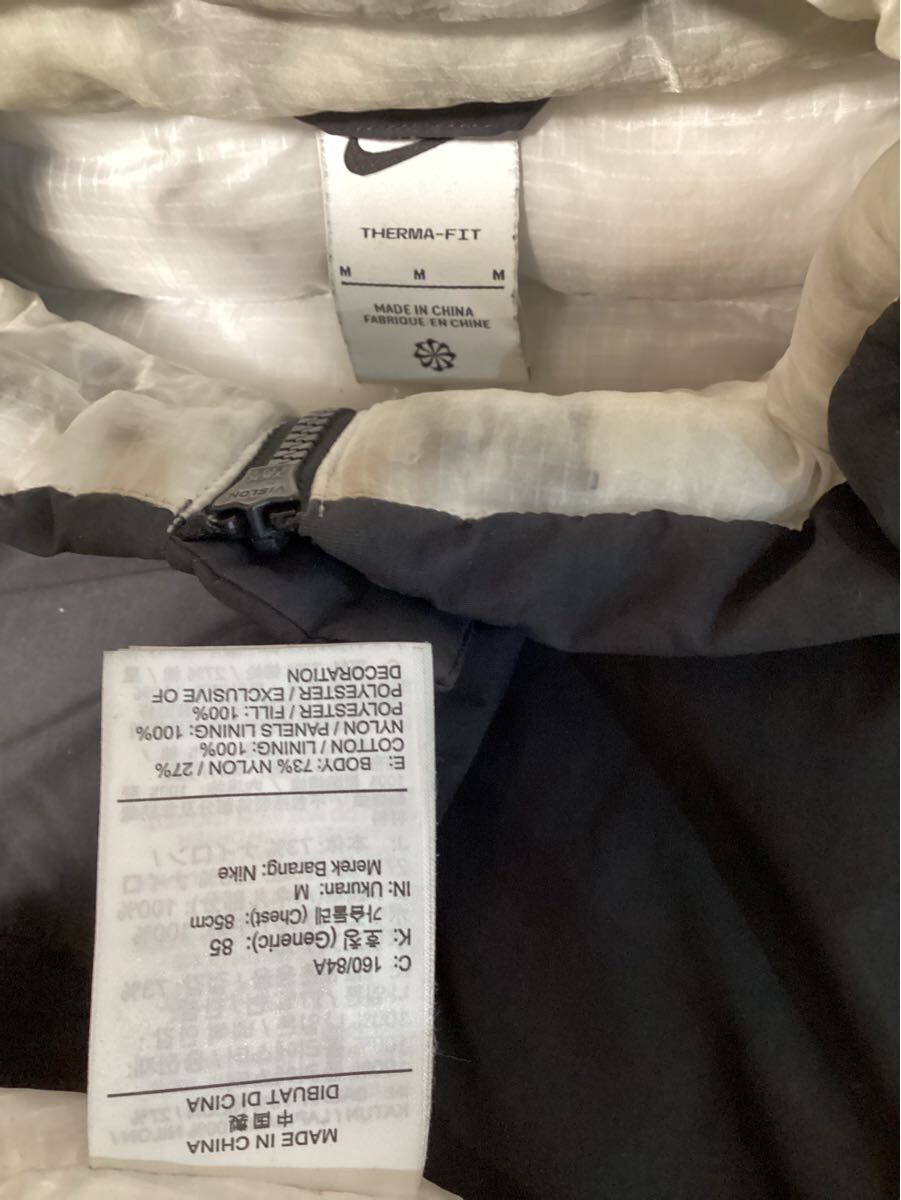 THERMA-FIT
M M M
MADE IN CHINA
FABRIQUE EN CHINE
VISLON
YKK
MADE IN CHINA
中国製
DIBUAT DI CINA
C: 160/84A
K: 호칭 (Generic): 85
가슴둘레 (Chest): 85cm
IN: Ukuran: M
Merek Barang: Nike
E: BODY: 73% NYLON / 27%
COTTON / LINING: 100%
NYLON / PANELS LINING: 100%
POLYESTER / FILL: 100%
POLYESTER / EXCLUSIVE OF
DECORATION